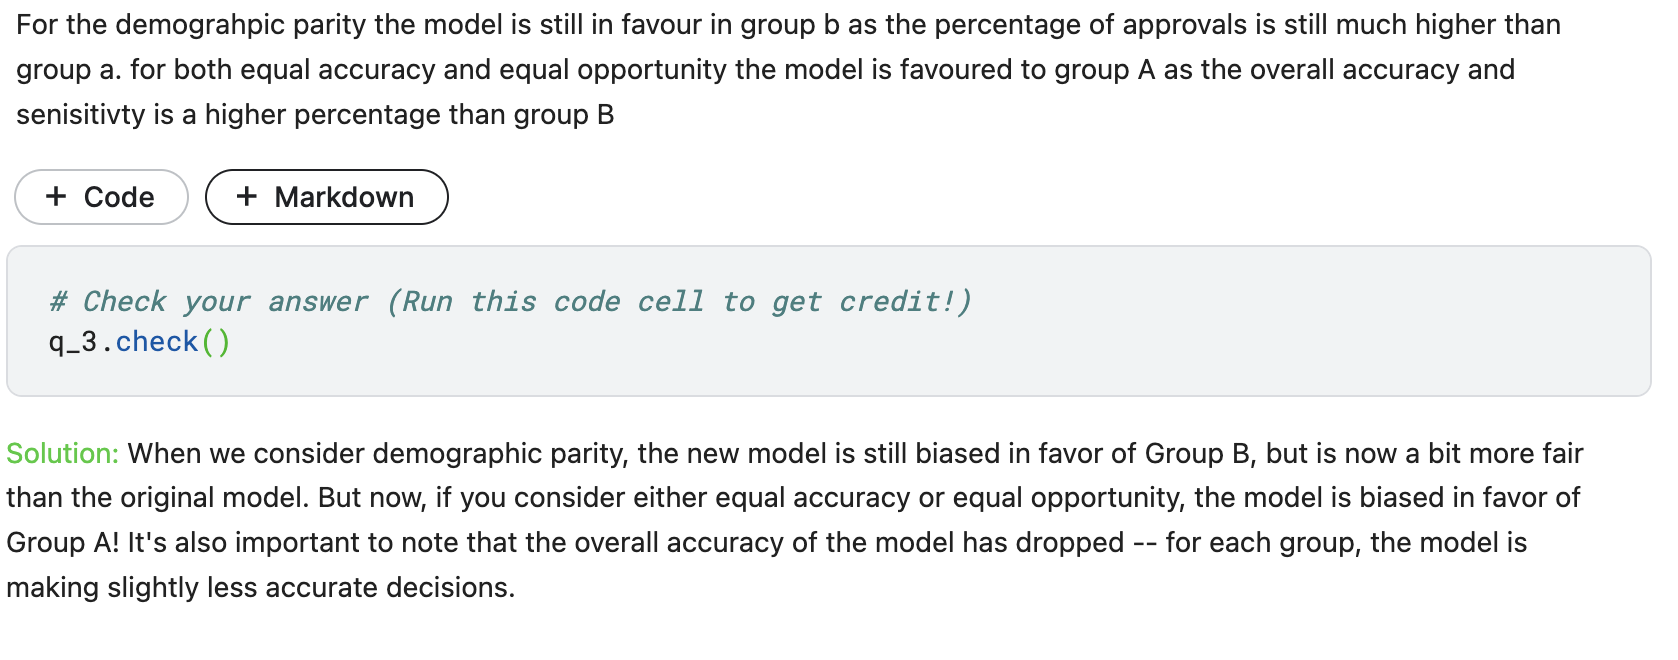 For the demograhpic parity the model is still in favour in group b as the percentage of approvals is still much higher than
group a. for both equal accuracy and equal opportunity the model is favoured to group A as the overall accuracy and
senisitivty is a higher percentage than group B
+ Code + Markdown
# Check your answer (Run this code cell to get credit!)
q_3.check()
Solution: When we consider demographic parity, the new model is still biased in favor of Group B, but is now a bit more fair
than the original model. But now, if you consider either equal accuracy or equal opportunity, the model is biased in favor of
Group A! It's also important to note that the overall accuracy of the model has dropped -- for each group, the model is
making slightly less accurate decisions.